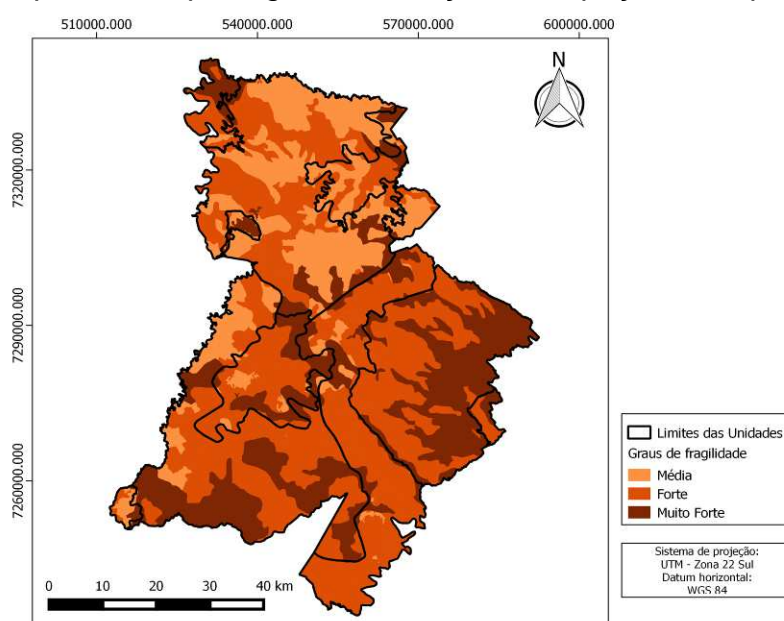 510000.000 540000.000 570000.000 600000.000
N
7320000.000
7290000.000
7260000.000
Limites das Unidades
Graus de fragilidade
Média
Forte
Muito Forte
Sistema de projeção:
UTM - Zona 22 Sul
Datum horizontal:
WGS 84
0 10 20 30 40 km